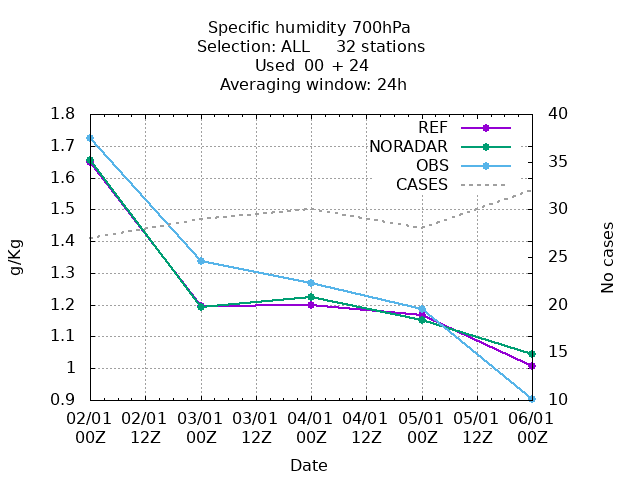 Specific humidity 700hPa
Selection: ALL 32 stations
Used 00 + 24
Averaging window: 24h
REF
NORADAR
OBS
CASES
1.8
1.7
1.6
1.5
1.4
1.3
1.2
1.1
1
0.9
g/Kg
40
35
30
25
20
15
10
No cases
02/01 02/01 03/01 03/01 04/01 04/01 05/01 05/01 06/01
00Z 12Z 00Z 12Z 00Z 12Z 00Z 12Z 00Z
Date